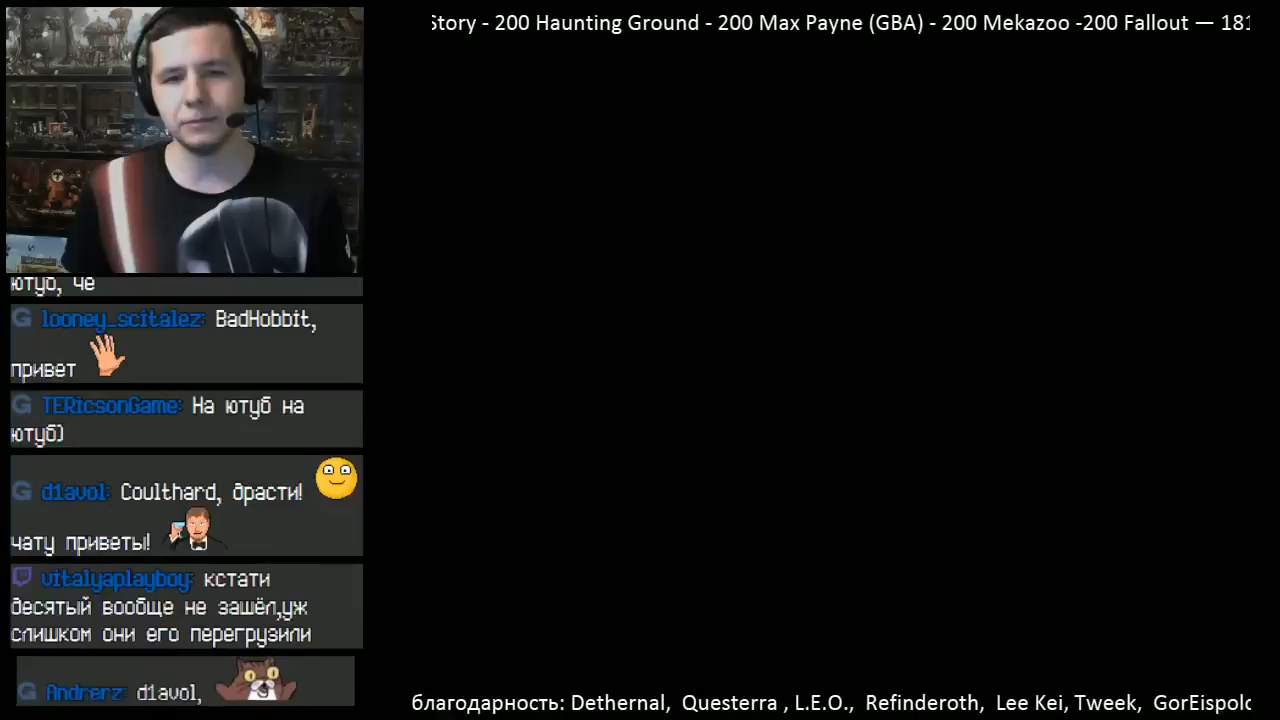 Story - 200 Haunting Ground - 200 Max Payne (GBA) - 200 Mekazoo -200 Fallout — 181
ютуб, че
looney_scitalez: BadHobbit,
привет
TERicsonGame: На ютуб на
ютуб)
d1avol: Coulthard, драсти!
чату приветы!
vitalyaplayboy: кстати
десятый вообще не зашёл,уж
слишком они его перегрузили
Andrerz: d1avol,
благодарность: Dethernal, Questerra , L.E.O., Refinderoth, Lee Kei, Tweek, GorEispolc